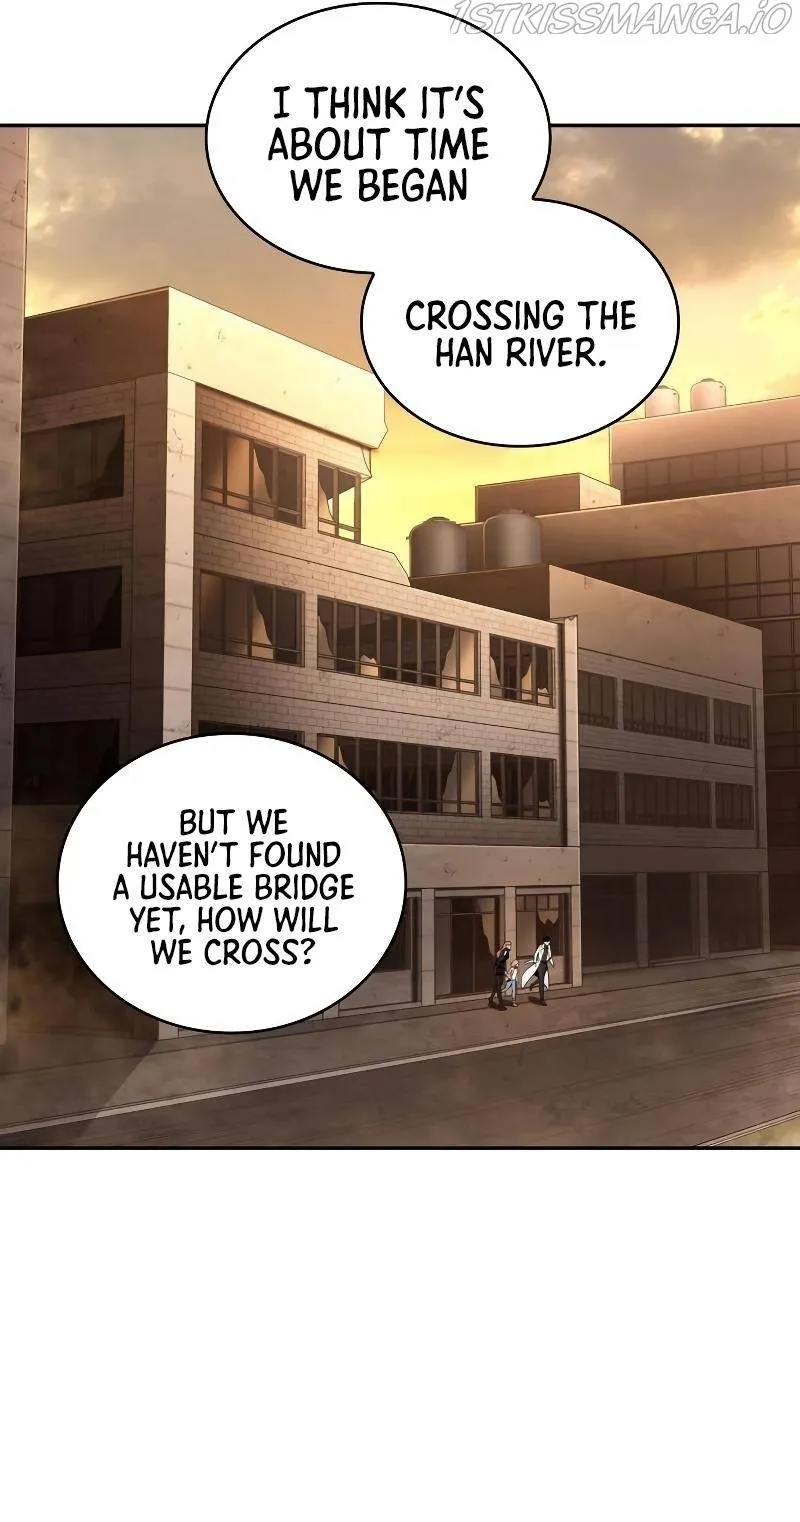 1STKISSMANGA.IO
I THINK IT'S
ABOUT TIME
WE BEGAN
CROSSING THE
HAN RIVER.
BUT WE
HAVEN'T FOUND
A USABLE BRIDGE
YET, HOW WILL
WE CROSS?